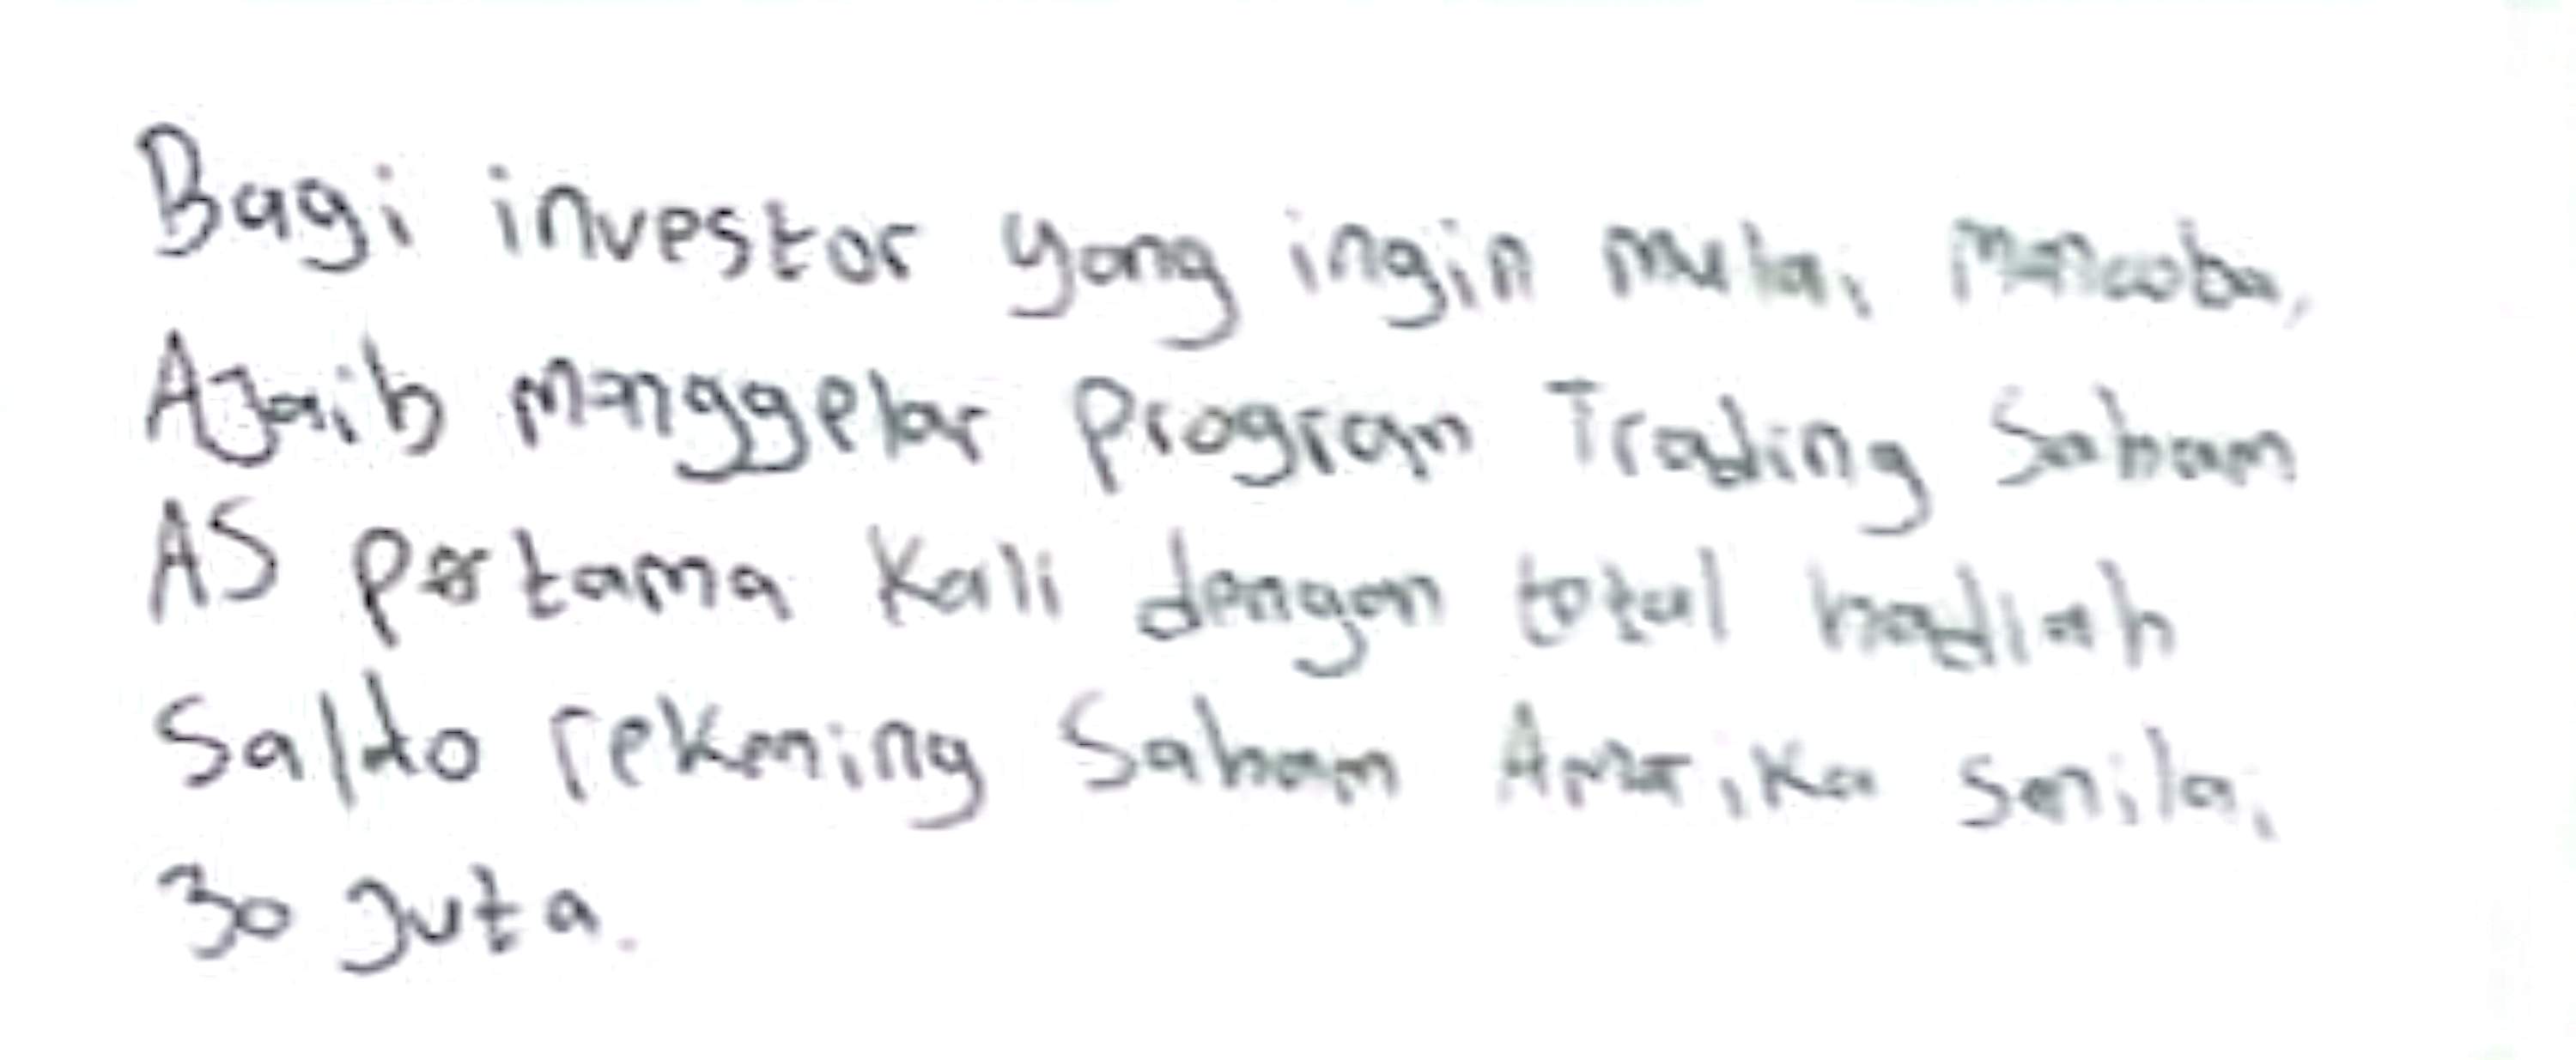 Bagi investor yang ingin mulai mencoba,
Ajaib menggelar Program Trading Saham
AS pertama kali dengan total hadiah
Saldo rekening Saham Amerika senilai
30 Juta.